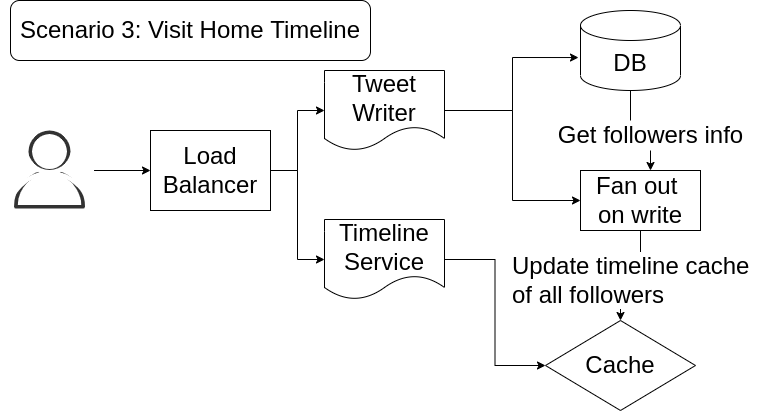 Scenario 3: Visit Home Timeline
Tweet
Writer
DB
Get followers info
Load
Balancer
Fan out
on write
Timeline
Service
Update timeline cache
of all followers
Cache